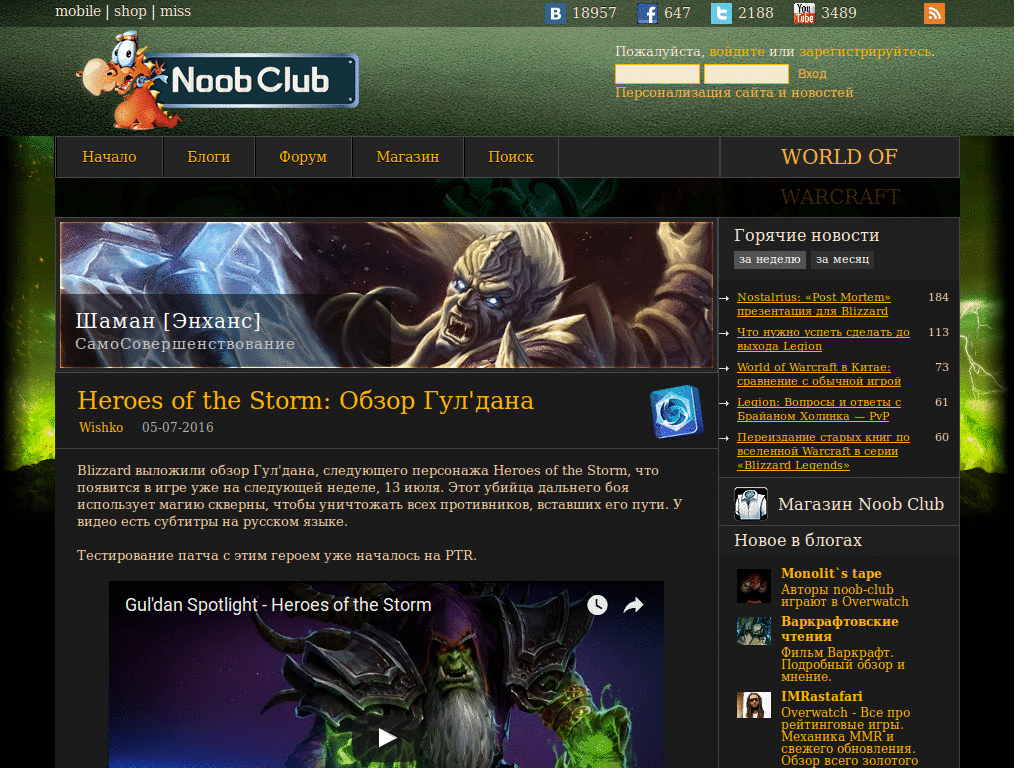 mobile | shop | miss
18957
647
2188
You Tube
3489
Noob Club
Пожалуйста, войдите или зарегистрируйтесь.
Вход
Персонализация сайта и новостей
Начало
Блоги
Форум
Магазин
Поиск
WORLD OF
WARCRAFT
Шаман [Энханс]
СамоСовершенствование
Heroes of the Storm: Обзор Гул'дана
Wishko 05-07-2016
Blizzard выложили обзор Гул'дана, следующего персонажа Heroes of the Storm, что
появится в игре уже на следующей неделе, 13 июля. Этот убийца дальнего боя
использует магию скверны, чтобы уничтожать всех противников, вставших его пути. У
видео есть субтитры на русском языке.
Тестирование патча с этим героем уже началось на PTR.
Gul'dan Spotlight - Heroes of the Storm
Горячие новости
за неделю за месяц
Nostalrius: «Post Mortem» 184
презентация для Blizzard
Что нужно успеть сделать до 113
выхода Legion
World of Warcraft в Китае: 73
сравнение с обычной игрой
Legion: Вопросы и ответы с 61
Брайаном Холинка — PvP
Переиздание старых книг по 60
вселенной Warcraft в серии
«Blizzard Legends»
Магазин Noob Club
Новое в блогах
Monolit`s tape
Авторы noob-club
играют в Overwatch
Варкрафтовские
чтения
Фильм Варкрафт.
Подробный обзор и
мнение.
IMRastafari
Overwatch - Все про
рейтинговые игры.
Механика MMR и
свежего обновления.
Обзор всего золотого